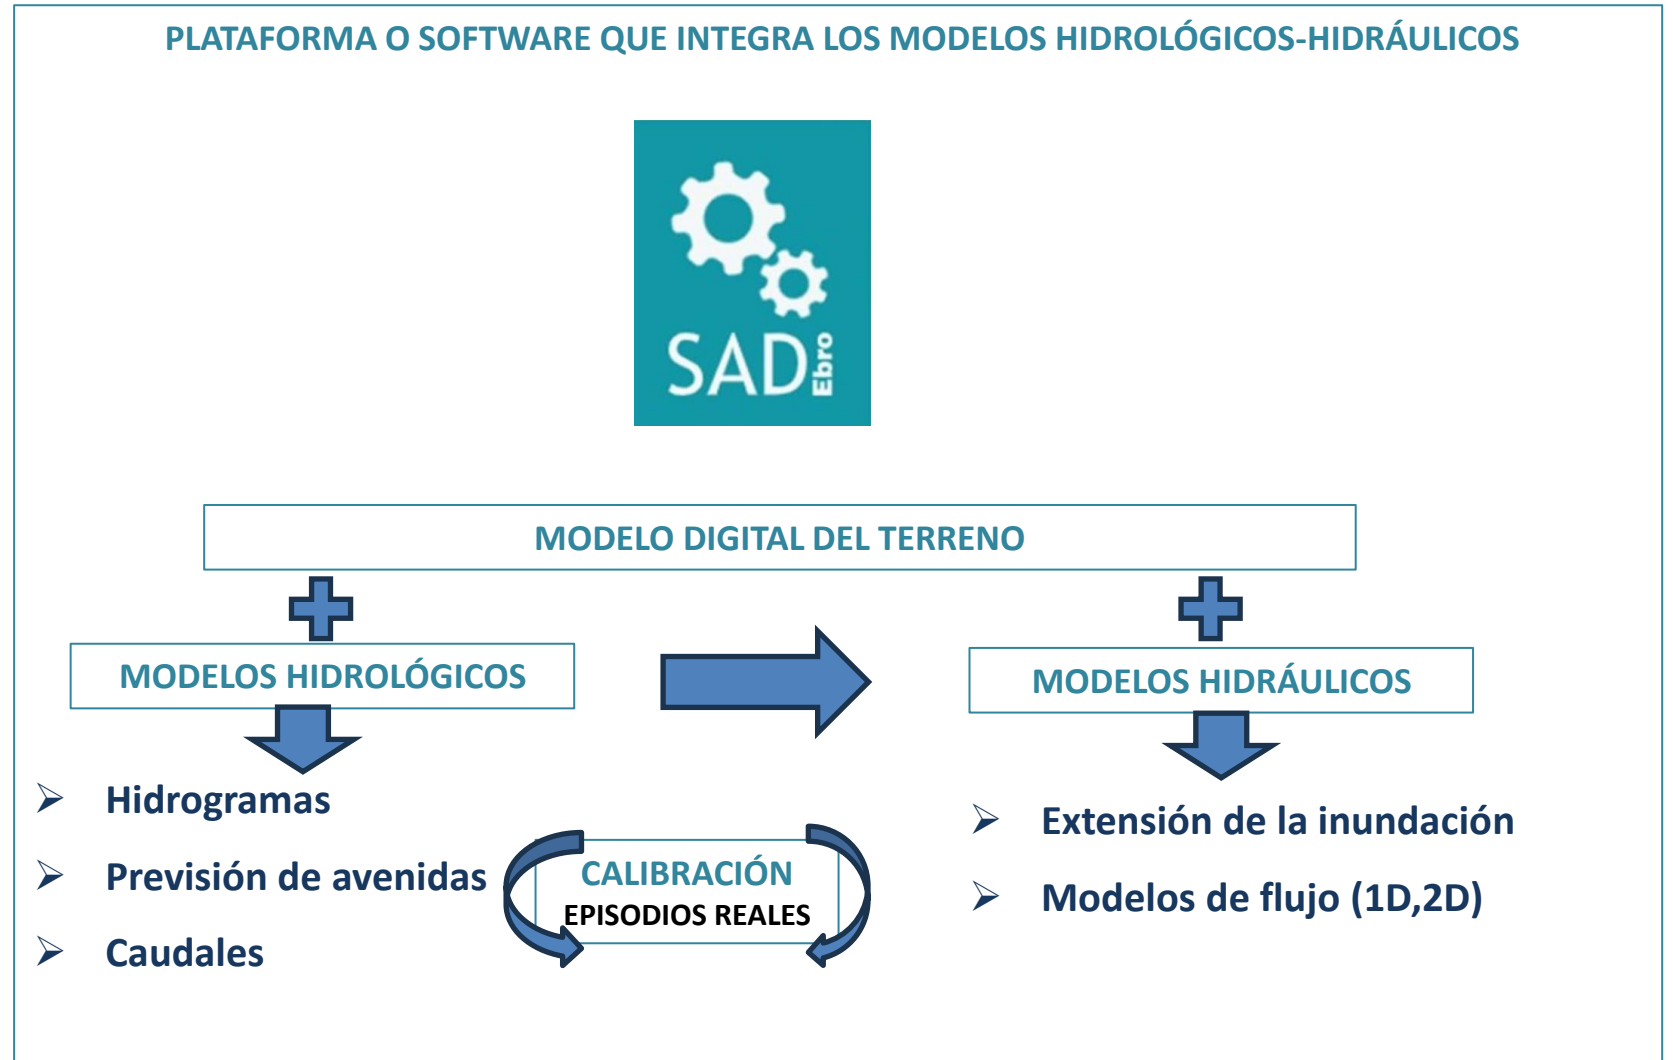 PLATAFORMA O SOFTWARE QUE INTEGRA LOS MODELOS HIDROLÓGICOS-HIDRÁULICOS
SAD
Ebro
MODELO DIGITAL DEL TERRENO
MODELOS HIDROLÓGICOS
MODELOS HIDRÁULICOS
Hidrogramas
Previsión de avenidas
Caudales
CALIBRACIÓN
EPISODIOS REALES
Extensión de la inundación
Modelos de flujo (1D,2D)